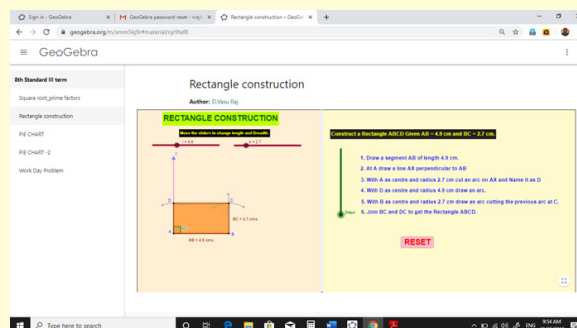 Sign in - GeoGebra
GeoGebra password reset - vraj
Rectangle construction – GeoG
geogebra.org/m/xmm5kj9r#material/nyr9taf8
GeoGebra
8th Standard III term
Square root_prime factors
Rectangle construction
PIE CHART
PIE CHART -2
Work Day Problem
Rectangle construction
Author: D.Vasu Raj
RECTANGLE CONSTRUCTION
Move the sliders to change length and Breadth.
D
C
BC = 2.7 cms
A
B
AB = 4.9 cms
Construct a Rectangle ABCD Given AB = 4.9 cm and BC = 2.7 cm.
1. Draw a segment AB of length 4.9 cm.
2. At A draw a line AX perpendicular to AB
3. With A as centre and radius 2.7 cm cut an arc on AX and Name it as D
4. With D as centre and radius 4.9 cm draw an arc.
5. With B as centre and radius 2.7 cm draw an arc cutting the previous arc at C.
6. Join BC and DC to get the Rectangle ABCD.
RESET
Type here to search
ENG
9:54 AM